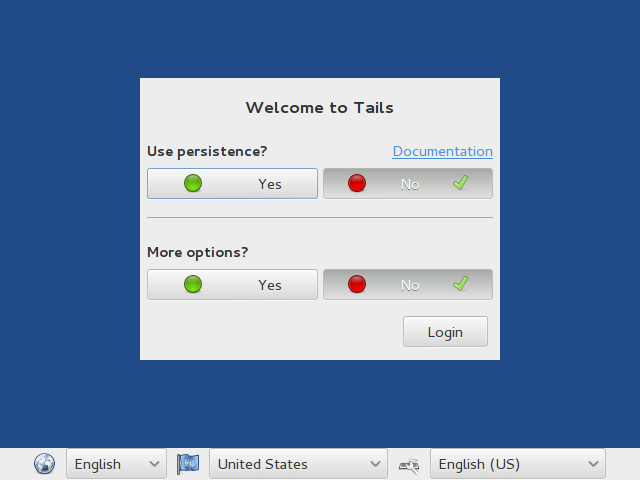 Welcome to Tails
Use persistence? Documentation
Yes No
More options?
Yes No
Login
English United States English (US)